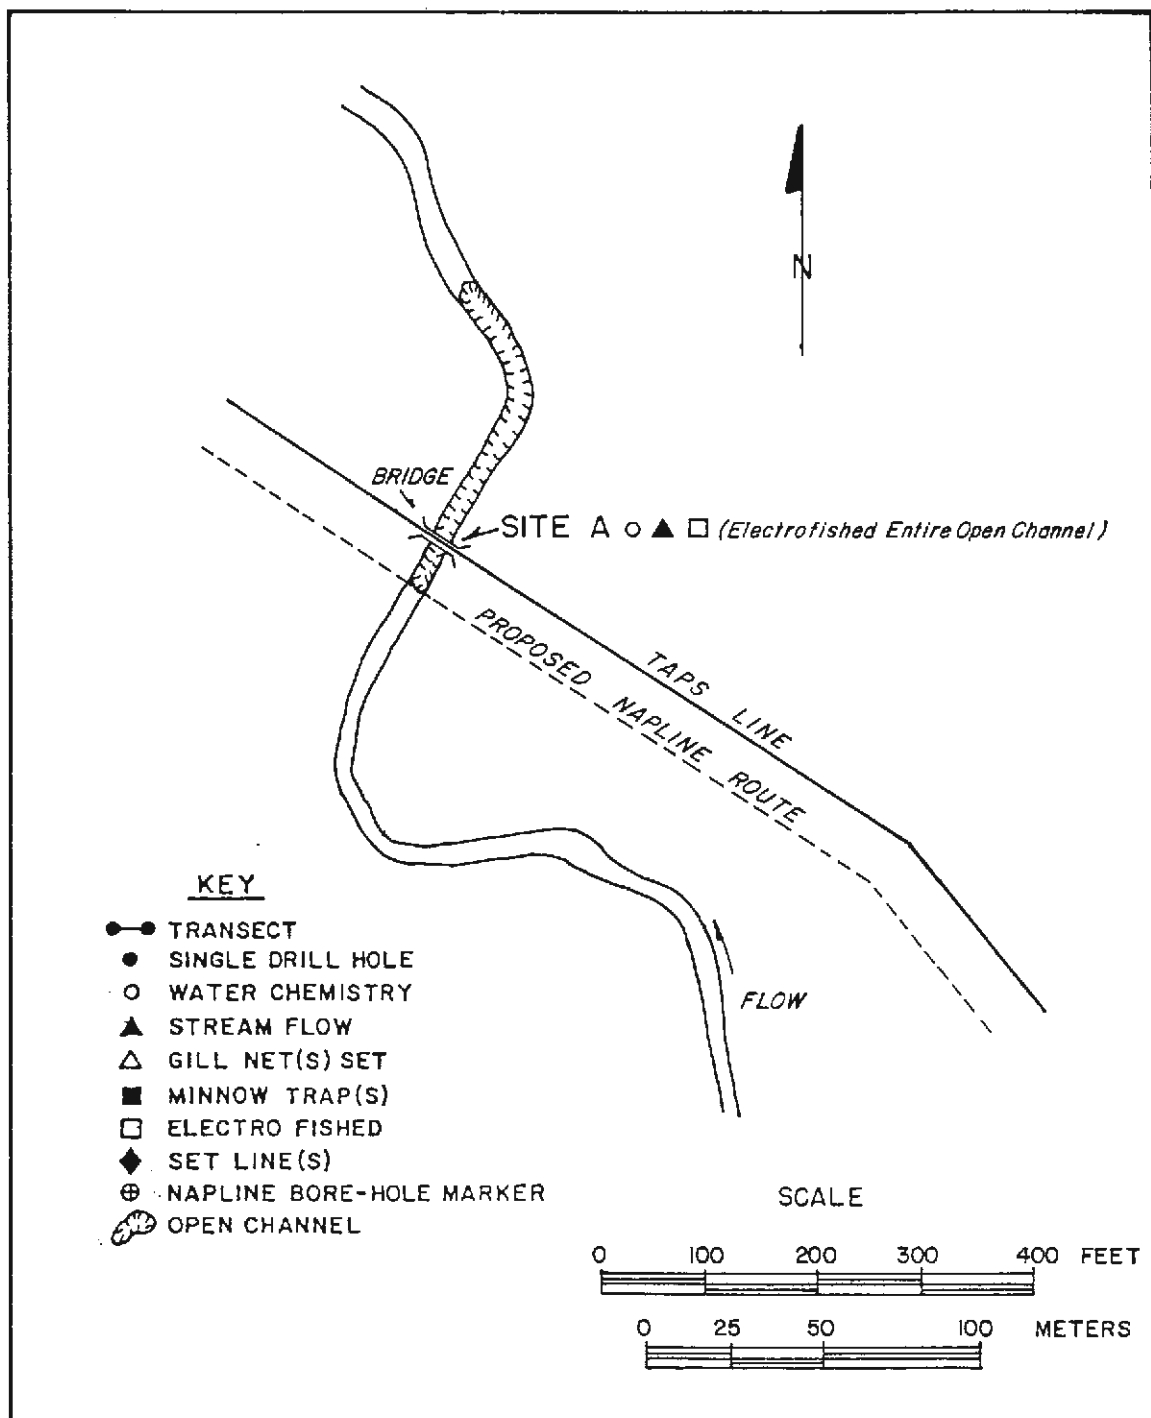 N
BRIDGE
SITE A (Electrofished Entire Open Channel)
PROPOSED NAPLINE ROUTE
TAPS LINE
FLOW
KEY
TRANSECT
SINGLE DRILL HOLE
WATER CHEMISTRY
STREAM FLOW
GILL NET(S) SET
MINNOW TRAP(S)
ELECTRO FISHED
SET LINE(S)
NAPLINE BORE-HOLE MARKER
OPEN CHANNEL
SCALE
0 100 200 300 400 FEET
0 25 50 100 METERS